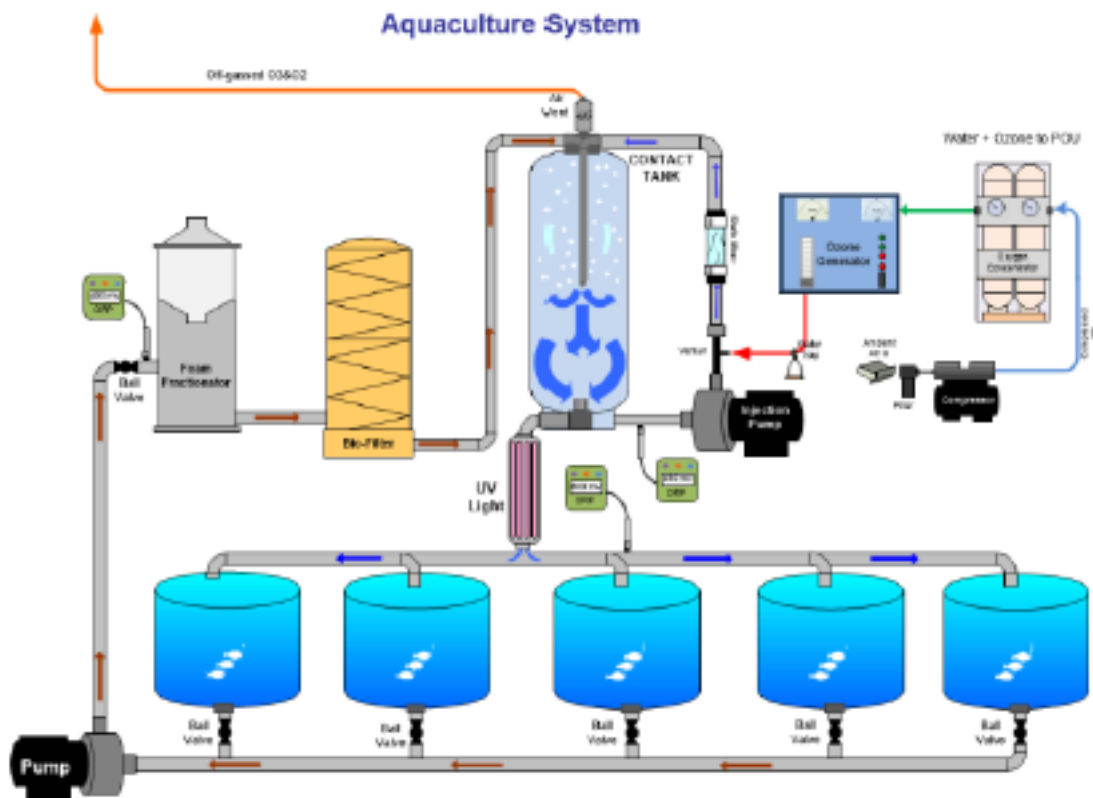 Aquaculture System
Off-gassed O3&O2
Air
Vent
Water + Ozone to POU
CONTACT
TANK
Ozone
Generator
Oxygen
Concentrator
ORP
Foam
Fractionator
Ball
Valve
Venturi
Ambient
Air
Filter
Compressor
Injection
Pump
Bio-Filter
UV
Light
ORP
ORP
Ball
Valve
Ball
Valve
Ball
Valve
Ball
Valve
Ball
Valve
Pump